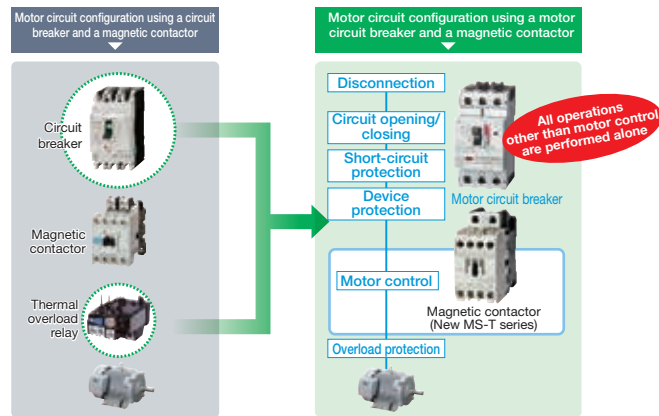 Motor circuit configuration using a circuit
breaker and a magnetic contactor
Circuit
breaker
Magnetic
contactor
Thermal
overload
relay
Motor circuit configuration using a motor
circuit breaker and a magnetic contactor
Disconnection
Circuit opening/
closing
Short-circuit
protection
Device
protection
All operations
other than motor control
are performed alone
Motor circuit breaker
Motor control
Magnetic contactor
(New MS-T series)
Overload protection